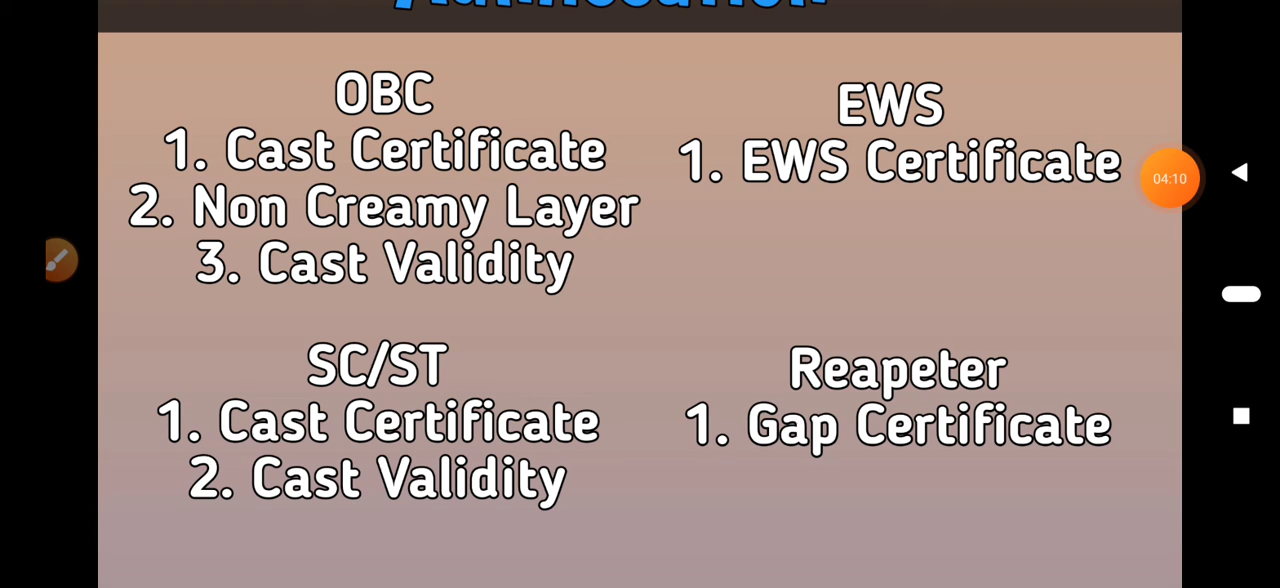 OBC
1. Cast Certificate
2. Non Creamy Layer
3. Cast Validity
EWS
1. EWS Certificate
04:10
SC/ST
1. Cast Certificate
2. Cast Validity
Reapeter
1. Gap Certificate